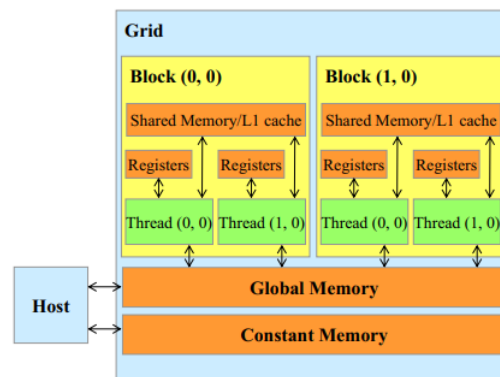 Grid
Block (0, 0)
Block (1, 0)
Shared Memory/L1 cache
Shared Memory/L1 cache
Registers
Registers
Registers
Registers
Thread (0, 0)
Thread (1, 0)
Thread (0, 0)
Thread (1, 0)
Host
Global Memory
Constant Memory